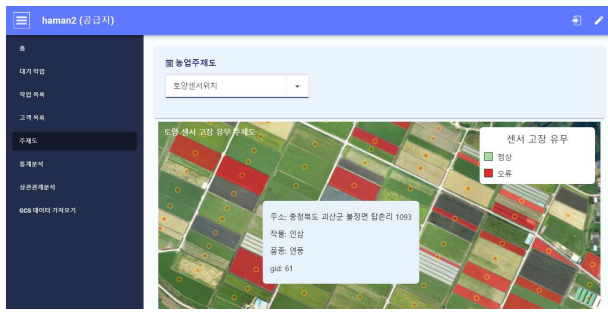 haman2 (공급자)
홈
대기 작업
작업 목록
고객 목록
주제도
통계분석
상관관계분석
GCS 데이터 가져오기
농업주제도
토양센서위치
토양 센서 고장 유무 주제도
센서 고장 유무
정상
오류
주소: 충청북도 괴산군 불정면 탑촌리 1093
작물: 인삼
품종: 연풍
gid: 61